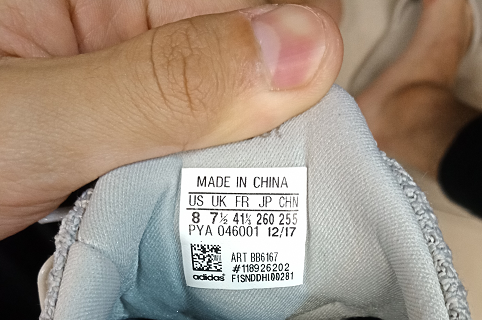 MADE IN CHINA
US UK FR JP CHN
8 7½ 41⅓ 260 255
PYA 046001 12/17
ART BB6167
#118926202
adidas F1SNDDHL00281